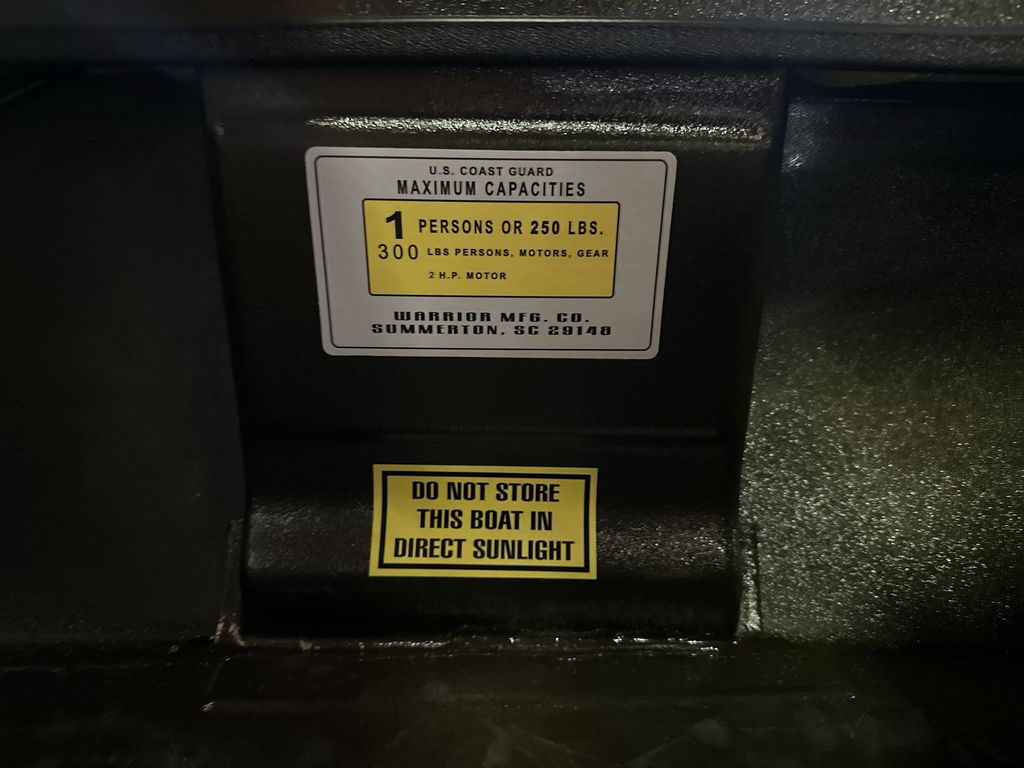 U.S. COAST GUARD
MAXIMUM CAPACITIES
1 PERSONS OR 250 LBS.
300 LBS PERSONS, MOTORS, GEAR
2 H.P. MOTOR
WARRIOR MFG. CO.
SUMMERTON, SC 29148
DO NOT STORE
THIS BOAT IN
DIRECT SUNLIGHT